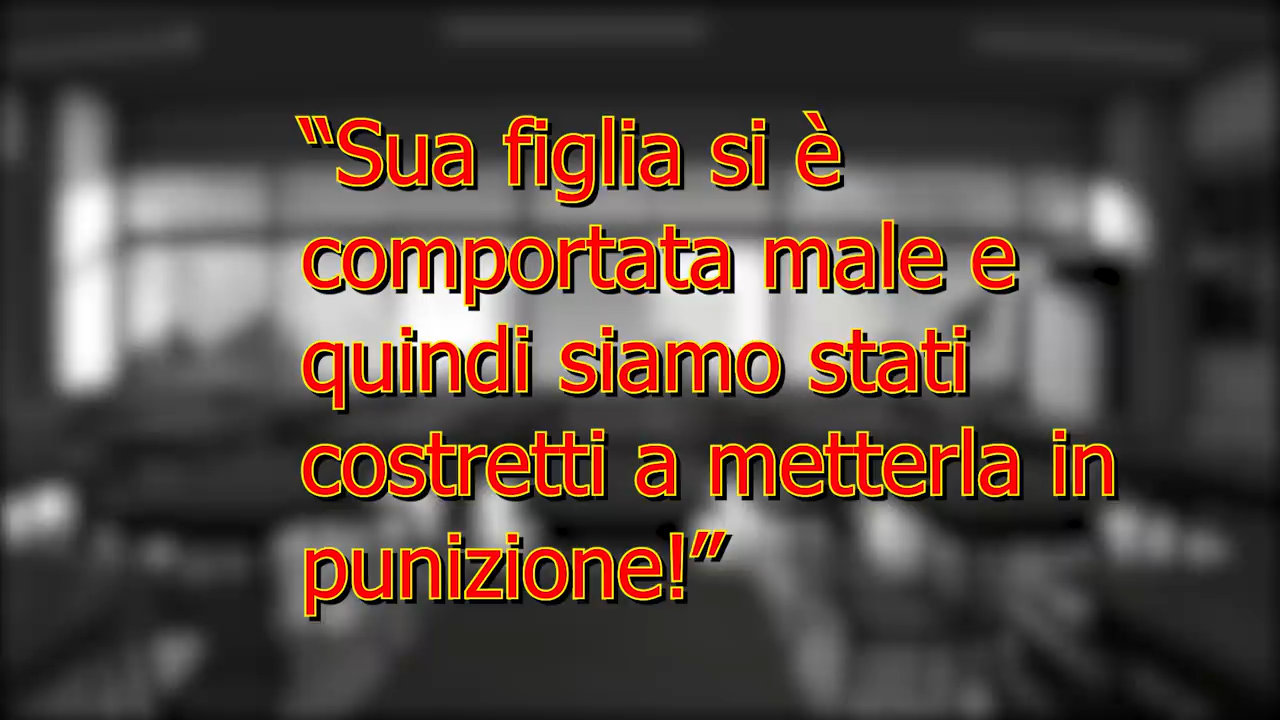 “Sua figlia si è
comportata male e
quindi siamo stati
costretti a metterla in
punizione!”